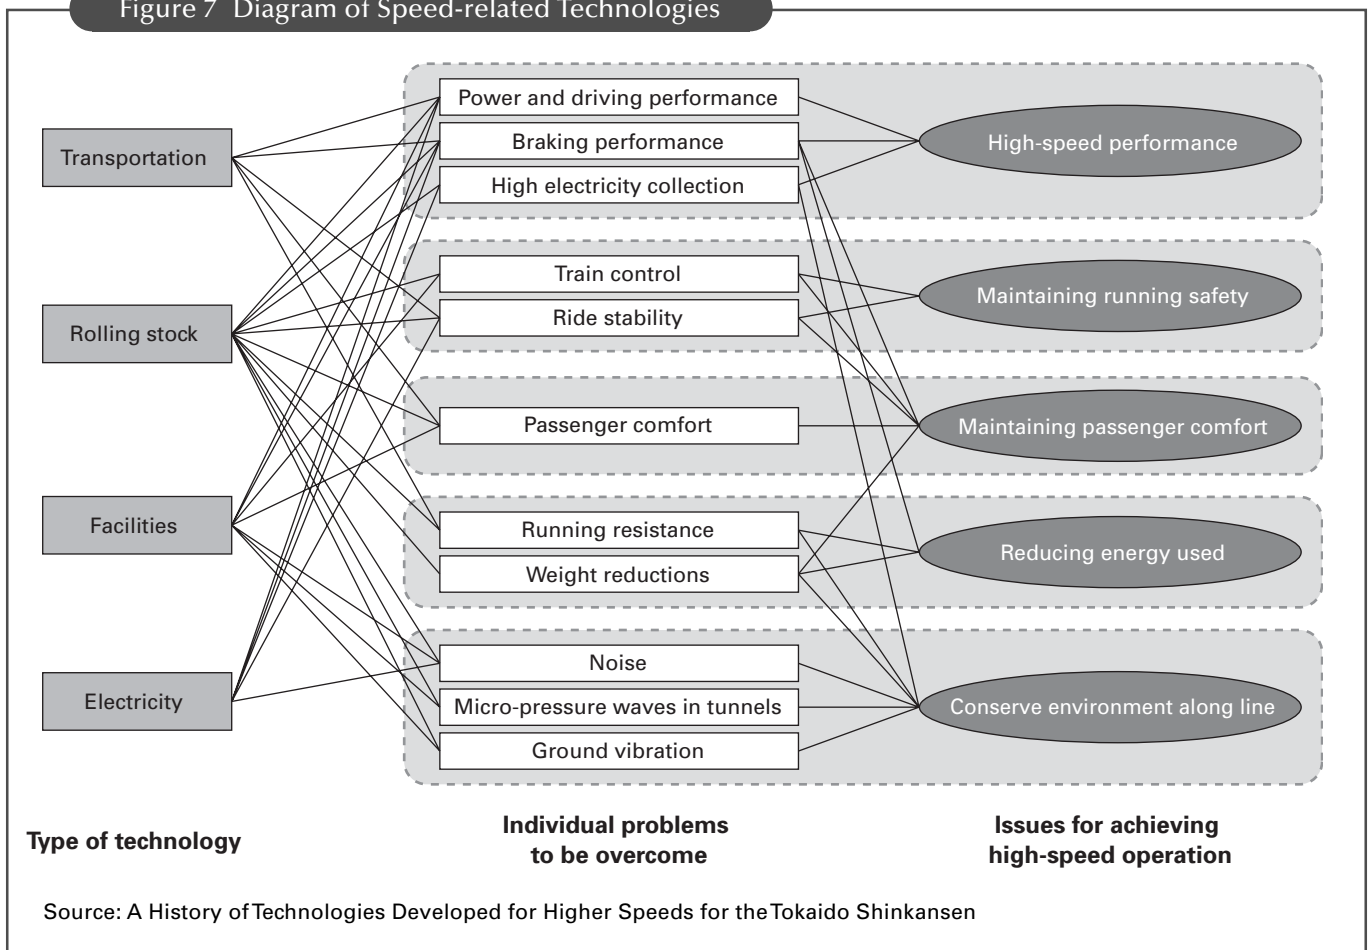 Figure 7 Diagram of Speed-related Technologies
Transportation
Rolling stock
Facilities
Electricity
Power and driving performance
Braking performance
High electricity collection
Train control
Ride stability
Passenger comfort
Running resistance
Weight reductions
Noise
Micro-pressure waves in tunnels
Ground vibration
High-speed performance
Maintaining running safety
Maintaining passenger comfort
Reducing energy used
Conserve environment along line
Type of technology
Individual problems
to be overcome
Issues for achieving
high-speed operation
Source: A History of Technologies Developed for Higher Speeds for the Tokaido Shinkansen